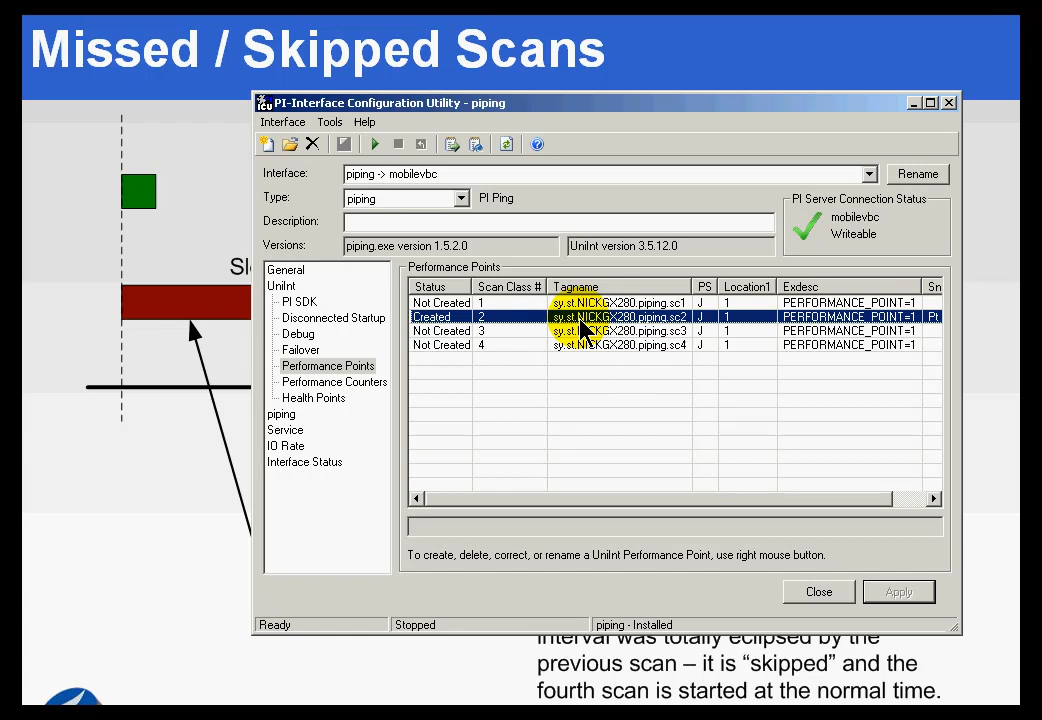 Missed / Skipped Scans
PI-Interface Configuration Utility - piping
Interface Tools Help
Interface: piping -> mobilevbc Rename
Type: piping PI Ping
PI Server Connection Status
mobilevbc
Writeable
Description:
Versions: piping.exe version 1.5.2.0 UniInt version 3.5.12.0
General
UniInt
PI SDK
Disconnected Startup
Debug
Failover
Performance Points
Performance Counters
Health Points
piping
Service
IO Rate
Interface Status
Performance Points
Status Scan Class # Tagname PS Location1 Exdesc Sn
Not Created 1 sy.st.NICKGX280.piping.sc1 J 1 PERFORMANCE_POINT=1
Created 2 sy.st.NICKGX280.piping.sc2 J 1 PERFORMANCE_POINT=1 Pt
Not Created 3 sy.st.NICKGX280.piping.sc3 J 1 PERFORMANCE_POINT=1
Not Created 4 sy.st.NICKGX280.piping.sc4 J 1 PERFORMANCE_POINT=1
To create, delete, correct, or rename a UniInt Performance Point, use right mouse button.
Close Apply
Ready Stopped piping - Installed
Sl
interval was totally eclipsed by the
previous scan – it is “skipped” and the
fourth scan is started at the normal time.